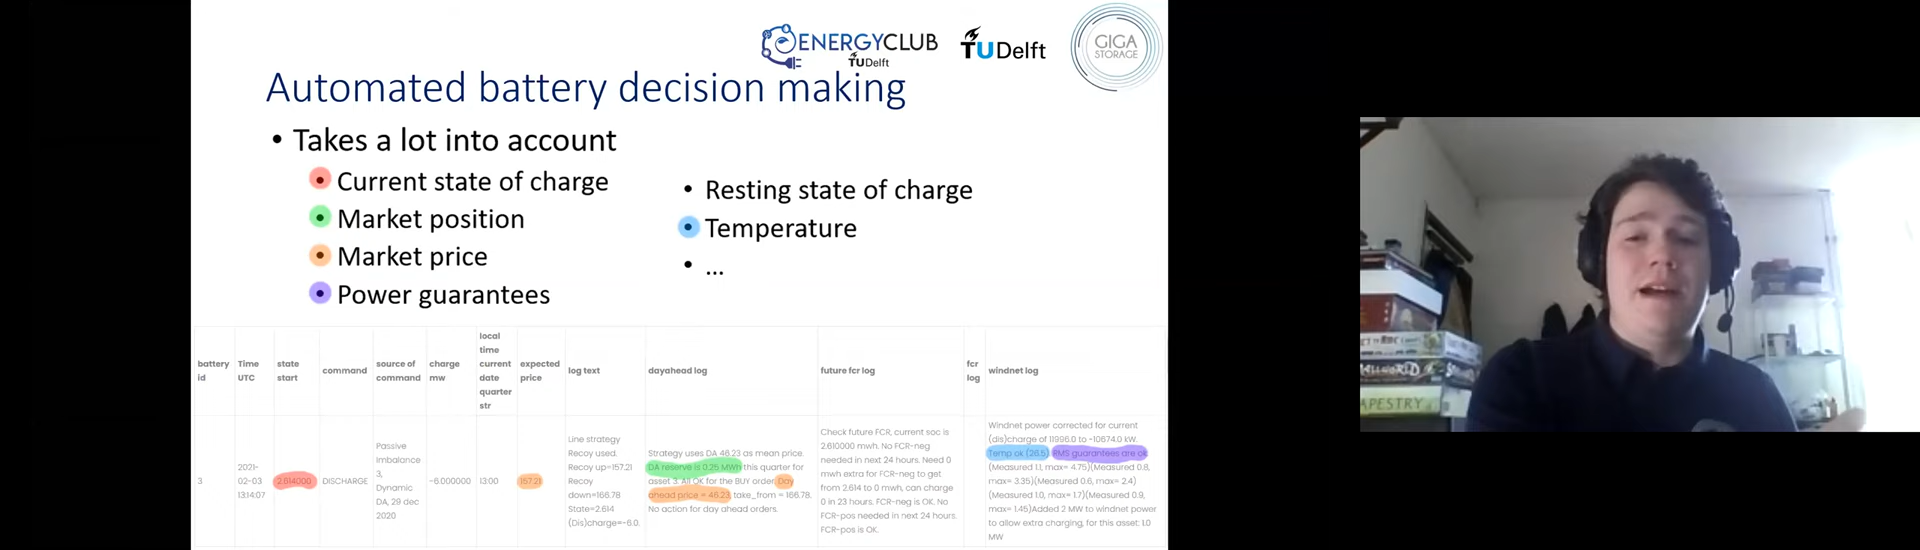 ENERGYCLUB
TUDelft
TUDelft
GIGA
STORAGE
Automated battery decision making
• Takes a lot into account
• Current state of charge
• Market position
• Market price
• Power guarantees
• Resting state of charge
• Temperature
• ...
battery
id
Time
UTC
state
start
command
source of
command
charge
mw
local
time
current
date
quarter
str
expected
price
log text
dayahead log
future fcr log
fcr
log
windnet log
3
2021-
02-03
13:14:07
2.614000
DISCHARGE
Passive
Imbalance
3,
Dynamic
DA, 29 dec
2020
-6.000000
13:00
157.21
Line strategy
Recoy used.
Recoy up=157.21
Recoy
down=166.78
State=2.614
(Dis)charge=-6.0.
Strategy uses DA 46.23 as mean price.
DA reserve is 0.25 MWh this quarter for
asset 3. All OK for the BUY order. Day
ahead price = 46.23, take_from = 166.78.
No action for day ahead orders.
Check future FCR, current soc is
2.610000 mwh. No FCR-neg
needed in next 24 hours. Need 0
mwh extra for FCR-neg to get
from 2.614 to 0 mwh, can charge
0 in 23 hours. FCR-neg is OK. No
FCR-pos needed in next 24 hours.
FCR-pos is OK.
Windnet power corrected for current
(dis)charge of 11996.0 to -10674.0 kW.
Temp ok (26.5) RMS guarantees are ok
(Measured 1.1, max= 4.75)(Measured 0.8,
max= 3.35)(Measured 0.6, max= 2.4)
(Measured 1.0, max= 1.7)(Measured 0.9,
max= 1.45)Added 2 MW to windnet power
to allow extra charging, for this asset: 1.0
MW
TAPESTRY